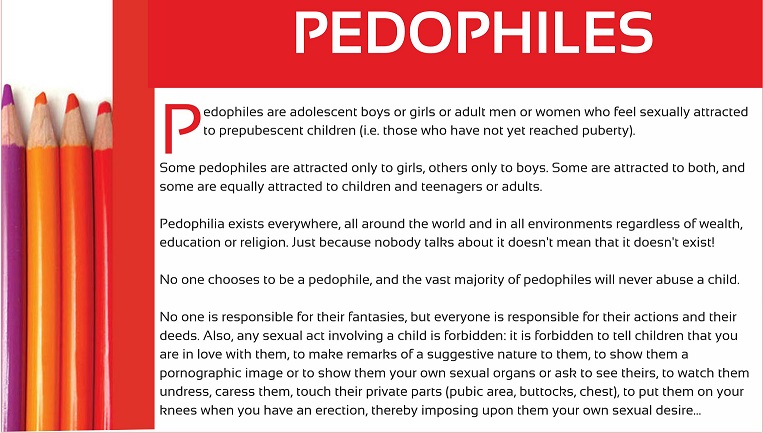 PEDOPHILES
Pedophiles are adolescent boys or girls or adult men or women who feel sexually attracted
to prepubescent children (i.e. those who have not yet reached puberty).
Some pedophiles are attracted only to girls, others only to boys. Some are attracted to both, and
some are equally attracted to children and teenagers or adults.
Pedophilia exists everywhere, all around the world and in all environments regardless of wealth,
education or religion. Just because nobody talks about it doesn't mean that it doesn't exist!
No one chooses to be a pedophile, and the vast majority of pedophiles will never abuse a child.
No one is responsible for their fantasies, but everyone is responsible for their actions and their
deeds. Also, any sexual act involving a child is forbidden: it is forbidden to tell children that you
are in love with them, to make remarks of a suggestive nature to them, to show them a
pornographic image or to show them your own sexual organs or ask to see theirs, to watch them
undress, caress them, touch their private parts (pubic area, buttocks, chest), to put them on your
knees when you have an erection, thereby imposing upon them your own sexual desire...